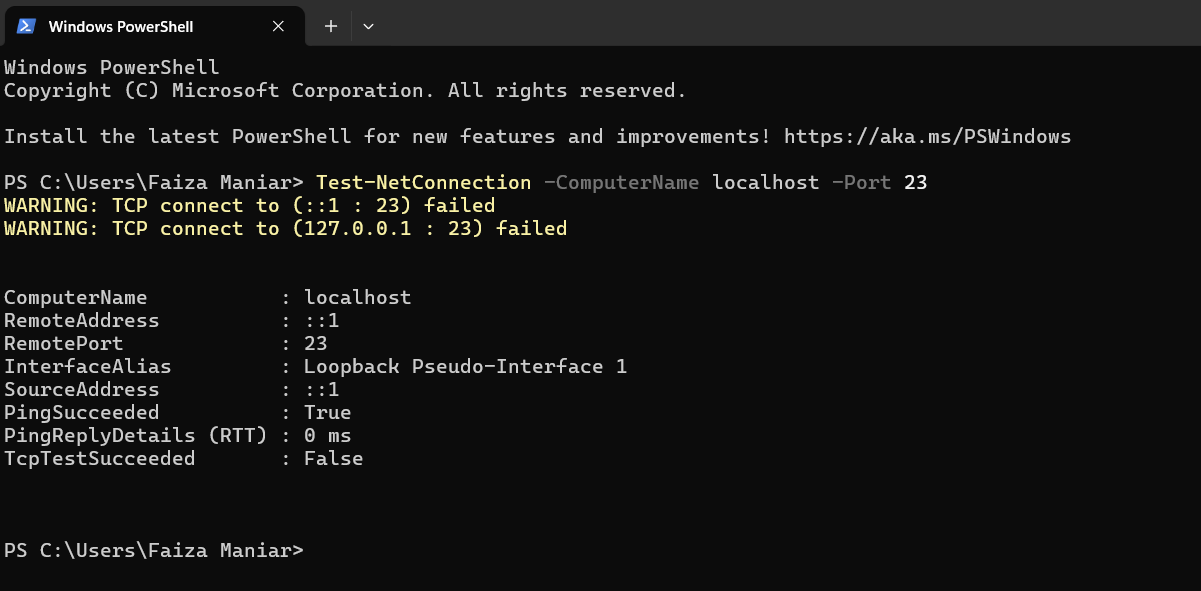 Windows PowerShell
Windows PowerShell
Copyright (C) Microsoft Corporation. All rights reserved.
Install the latest PowerShell for new features and improvements! https://aka.ms/PSWindows
PS C:\Users\Faiza Maniar> Test-NetConnection -ComputerName localhost -Port 23
WARNING: TCP connect to (::1 : 23) failed
WARNING: TCP connect to (127.0.0.1 : 23) failed
ComputerName : localhost
RemoteAddress : ::1
RemotePort : 23
InterfaceAlias : Loopback Pseudo-Interface 1
SourceAddress : ::1
PingSucceeded : True
PingReplyDetails (RTT) : 0 ms
TcpTestSucceeded : False
PS C:\Users\Faiza Maniar>